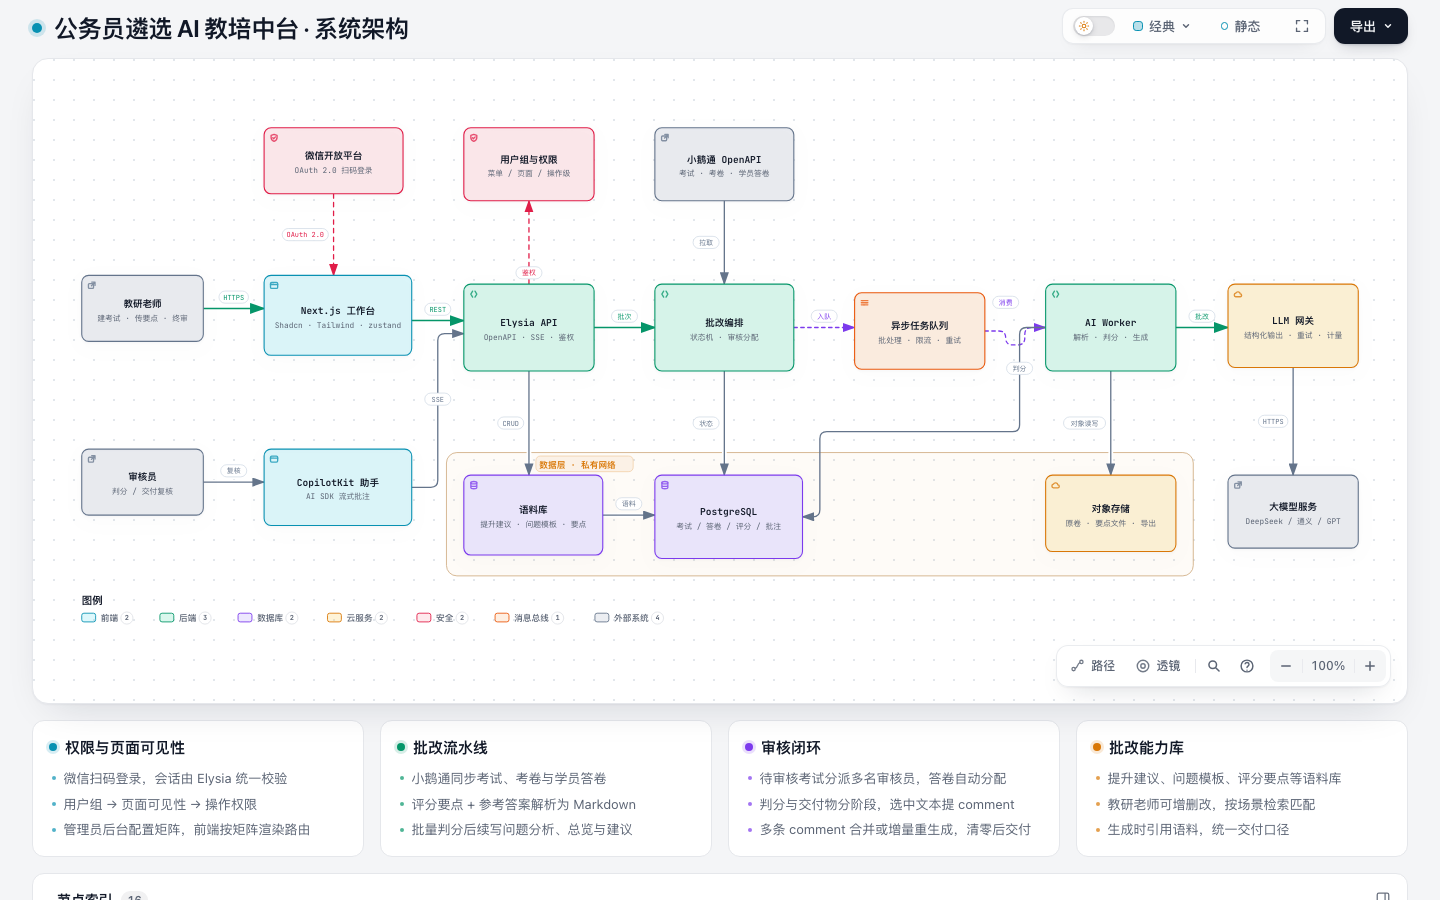 公务员遴选 AI 教培中台 · 系统架构
经典
静态
导出
微信开放平台
OAuth 2.0 扫码登录
用户组与权限
菜单 / 页面 / 操作级
小鹅通 OpenAPI
考试 · 考卷 · 学员答卷
OAuth 2.0
鉴权
拉取
教研老师
建考试 · 传要点 · 终审
HTTPS
Next.js 工作台
Shadcn · Tailwind · zustand
REST
Elysia API
OpenAPI · SSE · 鉴权
批次
批改编排
状态机 · 审核分配
入队
异步任务队列
批处理 · 限流 · 重试
消费
判分
AI Worker
解析 · 判分 · 生成
批改
LLM 网关
结构化输出 · 重试 · 计量
SSE
CRUD
状态
对象读写
HTTPS
审核员
判分 / 交付复核
复核
CopilotKit 助手
AI SDK 流式批注
数据层 · 私有网络
语料库
提升建议 · 问题模板 · 要点
语料
PostgreSQL
考试 / 答卷 / 评分 / 批注
对象存储
原卷 · 要点文件 · 导出
大模型服务
DeepSeek / 通义 / GPT
图例
前端 2
后端 3
数据库 2
云服务 2
安全 2
消息总线 1
外部系统 4
路径
透镜
100%
权限与页面可见性
微信扫码登录，会话由 Elysia 统一校验
用户组 → 页面可见性 → 操作权限
管理员后台配置矩阵，前端按矩阵渲染路由
批改流水线
小鹅通同步考试、考卷与学员答卷
评分要点 + 参考答案解析为 Markdown
批量判分后续写问题分析、总览与建议
审核闭环
待审核考试分派多名审核员，答卷自动分配
判分与交付物分阶段，选中文本提 comment
多条 comment 合并或增量重生成，清零后交付
批改能力库
提升建议、问题模板、评分要点等语料库
教研老师可增删改，按场景检索匹配
生成时引用语料，统一交付口径
节点索引 16